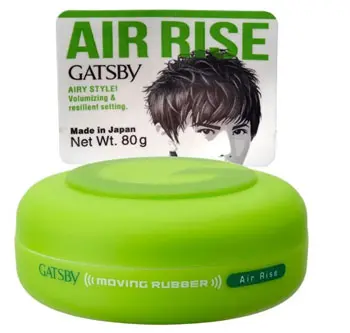 AIR RISE
GATSBY
AIRY STYLE!
Volumizing &
resilient setting.
Made in Japan
Net Wt. 80g
GATSBY MOVING RUBBER Air Rise